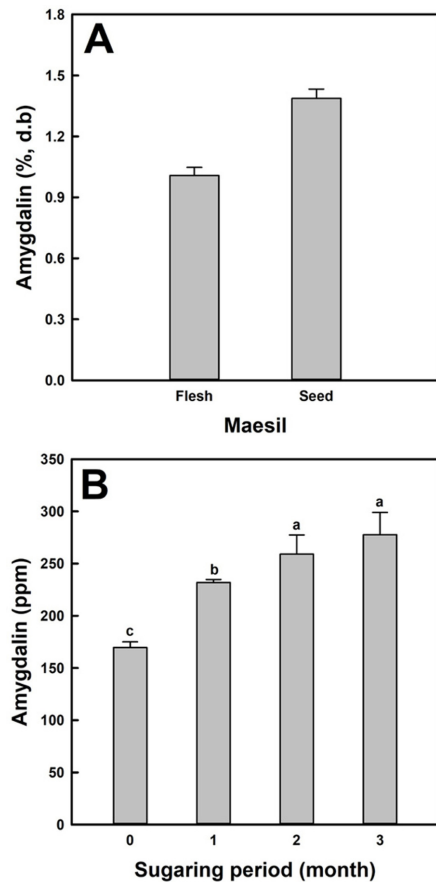 A
1.8
1.5
1.2
0.9
0.6
0.3
0.0
Amygdalin (%, d.b)
Flesh Seed
Maesil
B
350
300
250
200
150
100
50
0
Amygdalin (ppm)
c b a a
0 1 2 3
Sugaring period (month)